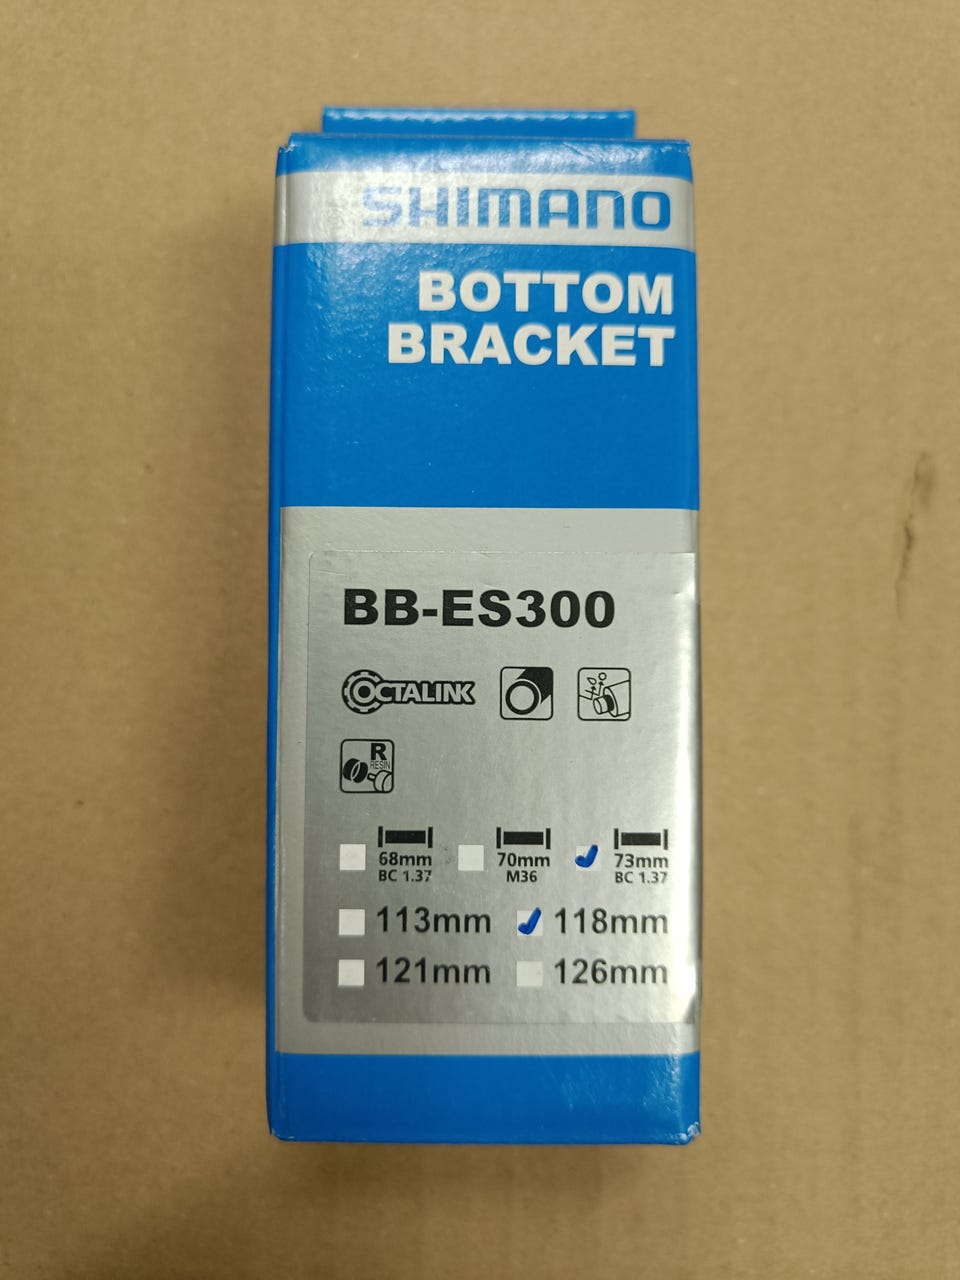 SHIMANO
BOTTOM
BRACKET
BB-ES300
OCTALINK
R
RESIN
68mm 70mm 73mm
BC 1.37 M36 BC 1.37
113mm 118mm
121mm 126mm